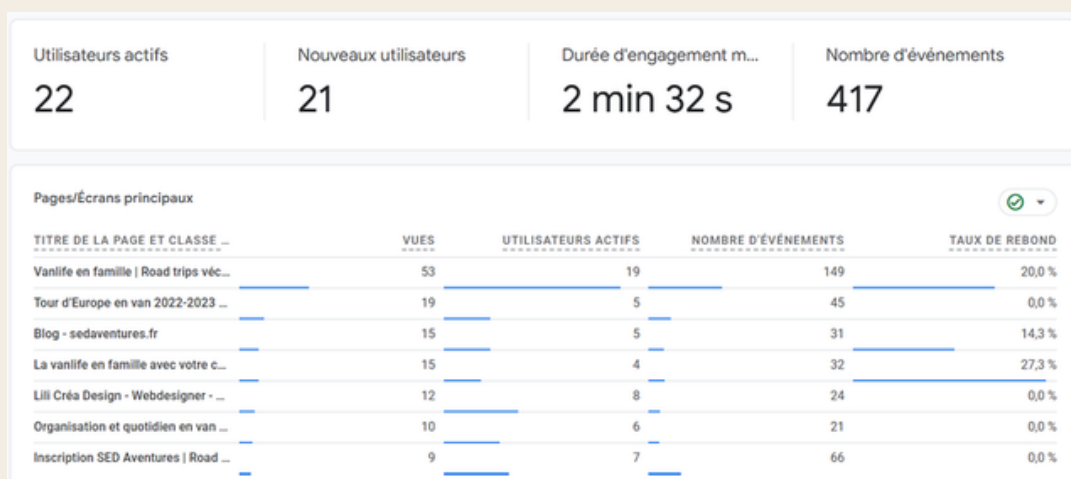 Utilisateurs actifs Nouveaux utilisateurs Durée d'engagement m... Nombre d'événements
22 21 2 min 32 s 417
Pages/Écrans principaux
TITRE DE LA PAGE ET CLASSE ... VUES UTILISATEURS ACTIFS NOMBRE D'ÉVÉNEMENTS TAUX DE REBOND
Vanlife en famille | Road trips véc... 53 19 149 20,0 %
Tour d'Europe en van 2022-2023 ... 19 5 45 0,0 %
Blog - sedaventures.fr 15 5 31 14,3 %
La vanlife en famille avec votre c... 15 4 32 27,3 %
Lili Créa Design - Webdesigner - ... 12 8 24 0,0 %
Organisation et quotidien en van ... 10 6 21 0,0 %
Inscription SED Aventures | Road ... 9 7 66 0,0 %